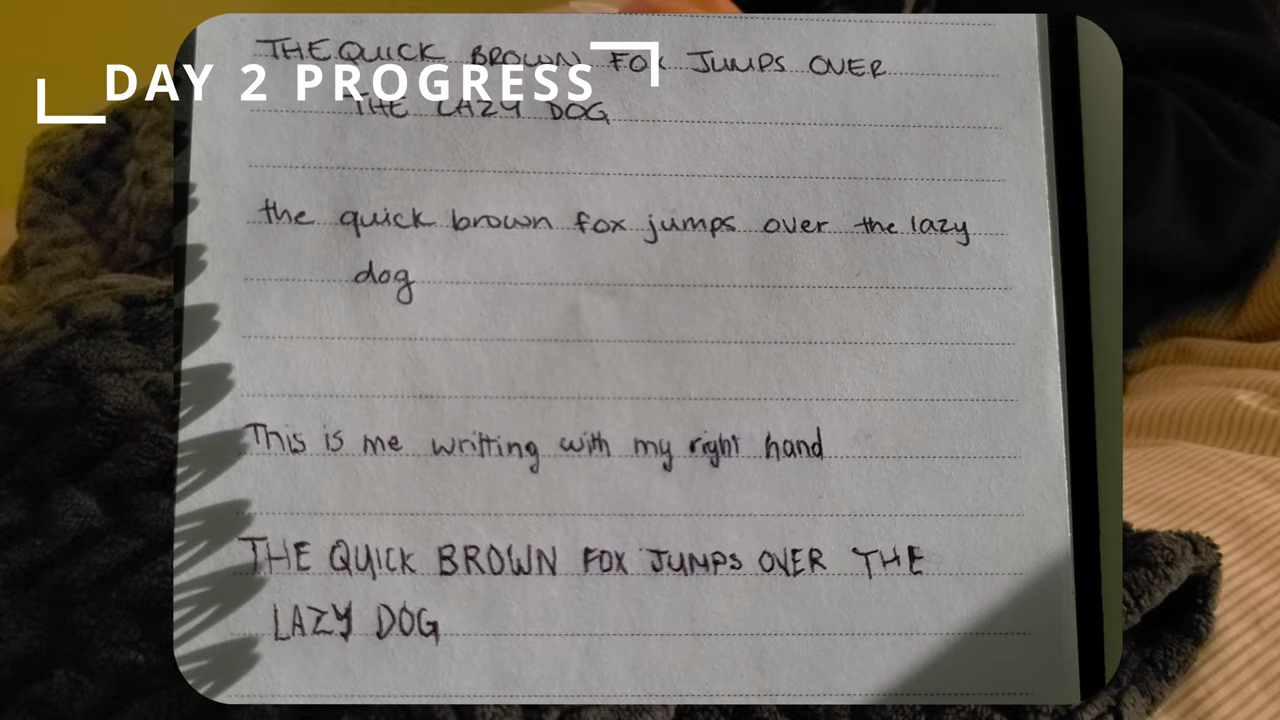 THE QUICK BROWN FOX JUMPS OVER
DAY 2 PROGRESS
THE LAZY DOG
the quick brown fox jumps over the lazy
dog
This is me writting with my right hand
THE QUICK BROWN FOX JUMPS OVER THE
LAZY DOG